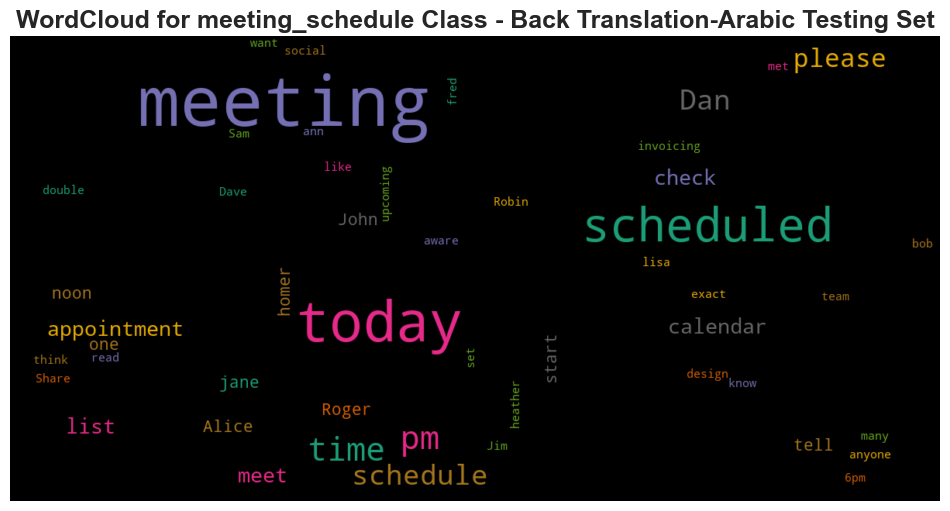 WordCloud for meeting_schedule Class - Back Translation-Arabic Testing Set
want
social
please
met
meeting
fred
Dan
Sam
ann
invoicing
like
check
upcoming
double
Dave
Robin
John
scheduled
aware
bob
lisa
homer
noon
exact
team
today
appointment
calendar
one
start
set
think
read
Share
jane
design
know
heather
Roger
list
Alice
pm
many
time
Jim
tell
anyone
meet
schedule
6pm